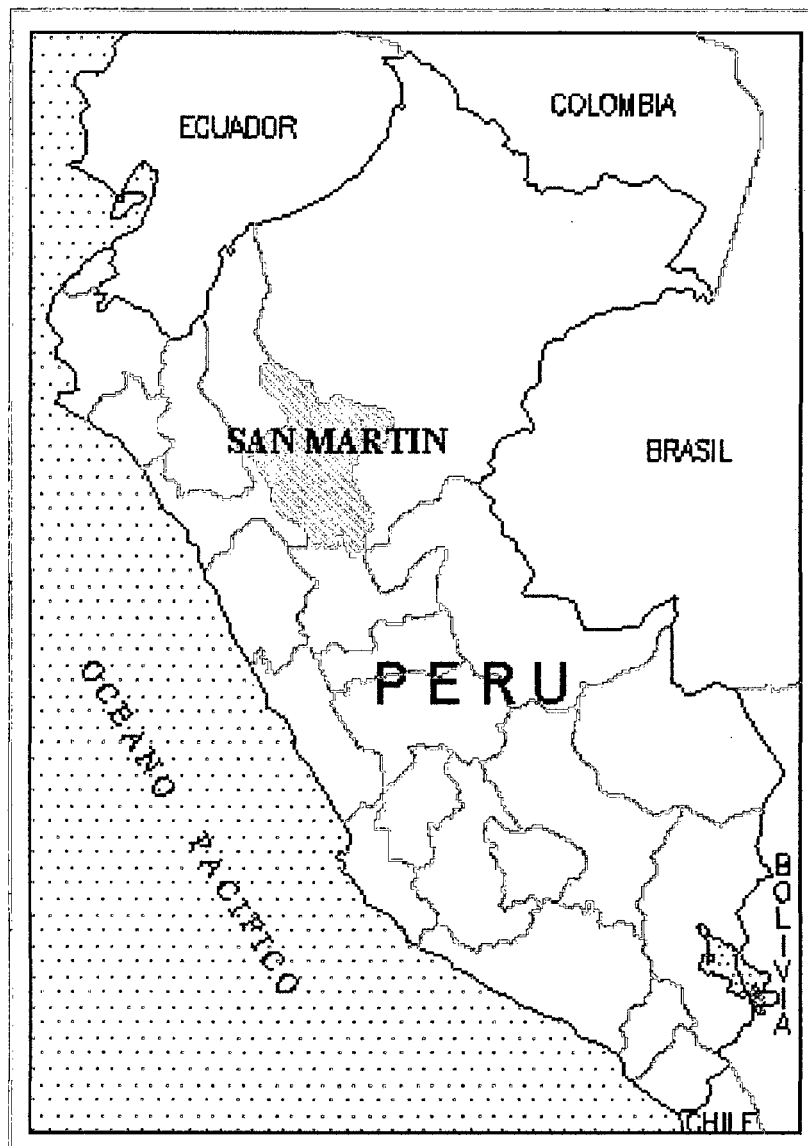 COLOMBIA
ECUADOR
SAN MARTIN
BRASIL
PERU
OCEANO
PACIFICO
BOLIVIA
CHILE